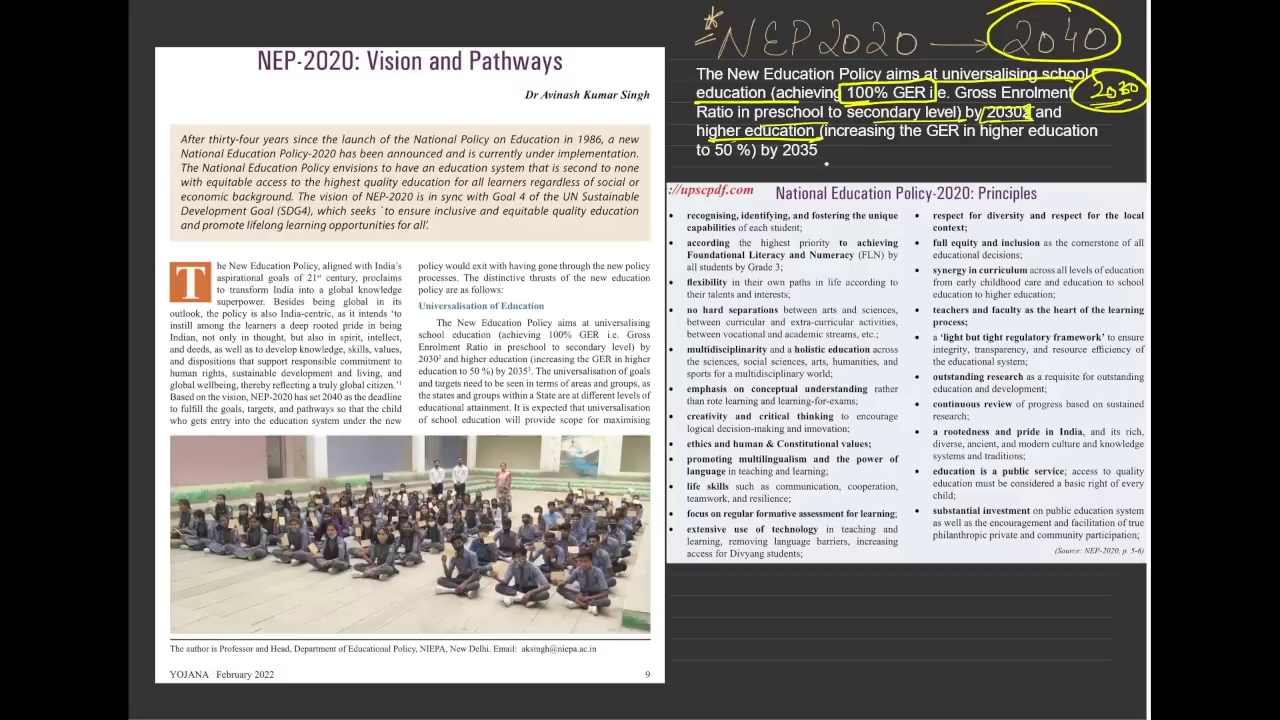 NEP-2020: Vision and Pathways
Dr Avinash Kumar Singh
After thirty-four years since the launch of the National Policy on Education in 1986, a new
National Education Policy-2020 has been announced and is currently under implementation.
The National Education Policy envisions to have an education system that is second to none
with equitable access to the highest quality education for all learners regardless of social or
economic background. The vision of NEP-2020 is in sync with Goal 4 of the UN Sustainable
Development Goal (SDG4), which seeks `to ensure inclusive and equitable quality education
and promote lifelong learning opportunities for all'.
The New Education Policy, aligned with India's
aspirational goals of 21st century, proclaims
to transform India into a global knowledge
superpower. Besides being global in its
outlook, the policy is also India-centric, as it intends 'to
instill among the learners a deep rooted pride in being
Indian, not only in thought, but also in spirit, intellect,
and deeds, as well as to develop knowledge, skills, values,
and dispositions that support responsible commitment to
human rights, sustainable development and living, and
global wellbeing, thereby reflecting a truly global citizen.'1
Based on the vision, NEP-2020 has set 2040 as the deadline
to fulfill the goals, targets, and pathways so that the child
who gets entry into the education system under the new
policy would exit with having gone through the new policy
processes. The distinctive thrusts of the new education
policy are as follows:
Universalisation of Education
The New Education Policy aims at universalising
school education (achieving 100% GER i.e. Gross
Enrolment Ratio in preschool to secondary level) by
2030² and higher education (increasing the GER in higher
education to 50 %) by 2035³. The universalisation of goals
and targets need to be seen in terms of areas and groups, as
the states and groups within a State are at different levels of
educational attainment. It is expected that universalisation
of school education will provide scope for maximising
The author is Professor and Head, Department of Educational Policy, NIEPA, New Delhi. Email: aksingh@niepa.ac.in
YOJANA February 2022
9
* NEP 2020 → 2040
The New Education Policy aims at universalising school
education (achieving 100% GER i.e. Gross Enrolment
2030
Ratio in preschool to secondary level) by 2030 and
higher education (increasing the GER in higher education
to 50 %) by 2035
://upscpdf.com
National Education Policy-2020: Principles
• recognising, identifying, and fostering the unique
capabilities of each student;
• according the highest priority to achieving
Foundational Literacy and Numeracy (FLN) by
all students by Grade 3;
• flexibility in their own paths in life according to
their talents and interests;
• no hard separations between arts and sciences,
between curricular and extra-curricular activities,
between vocational and academic streams, etc.;
• multidisciplinarity and a holistic education across
the sciences, social sciences, arts, humanities, and
sports for a multidisciplinary world;
• emphasis on conceptual understanding rather
than rote learning and learning-for-exams;
• creativity and critical thinking to encourage
logical decision-making and innovation;
• ethics and human & Constitutional values;
• promoting multilingualism and the power of
language in teaching and learning;
• life skills such as communication, cooperation,
teamwork, and resilience;
• focus on regular formative assessment for learning;
• extensive use of technology in teaching and
learning, removing language barriers, increasing
access for Divyang students;
• respect for diversity and respect for the local
context;
• full equity and inclusion as the cornerstone of all
educational decisions;
• synergy in curriculum across all levels of education
from early childhood care and education to school
education to higher education;
• teachers and faculty as the heart of the learning
process;
• a 'light but tight regulatory framework' to ensure
integrity, transparency, and resource efficiency of
the educational system;
• outstanding research as a requisite for outstanding
education and development;
• continuous review of progress based on sustained
research;
• a rootedness and pride in India, and its rich,
diverse, ancient, and modern culture and knowledge
systems and traditions;
• education is a public service; access to quality
education must be considered a basic right of every
child;
• substantial investment on public education system
as well as the encouragement and facilitation of true
philanthropic private and community participation;
(Source: NEP-2020, p. 5-6)